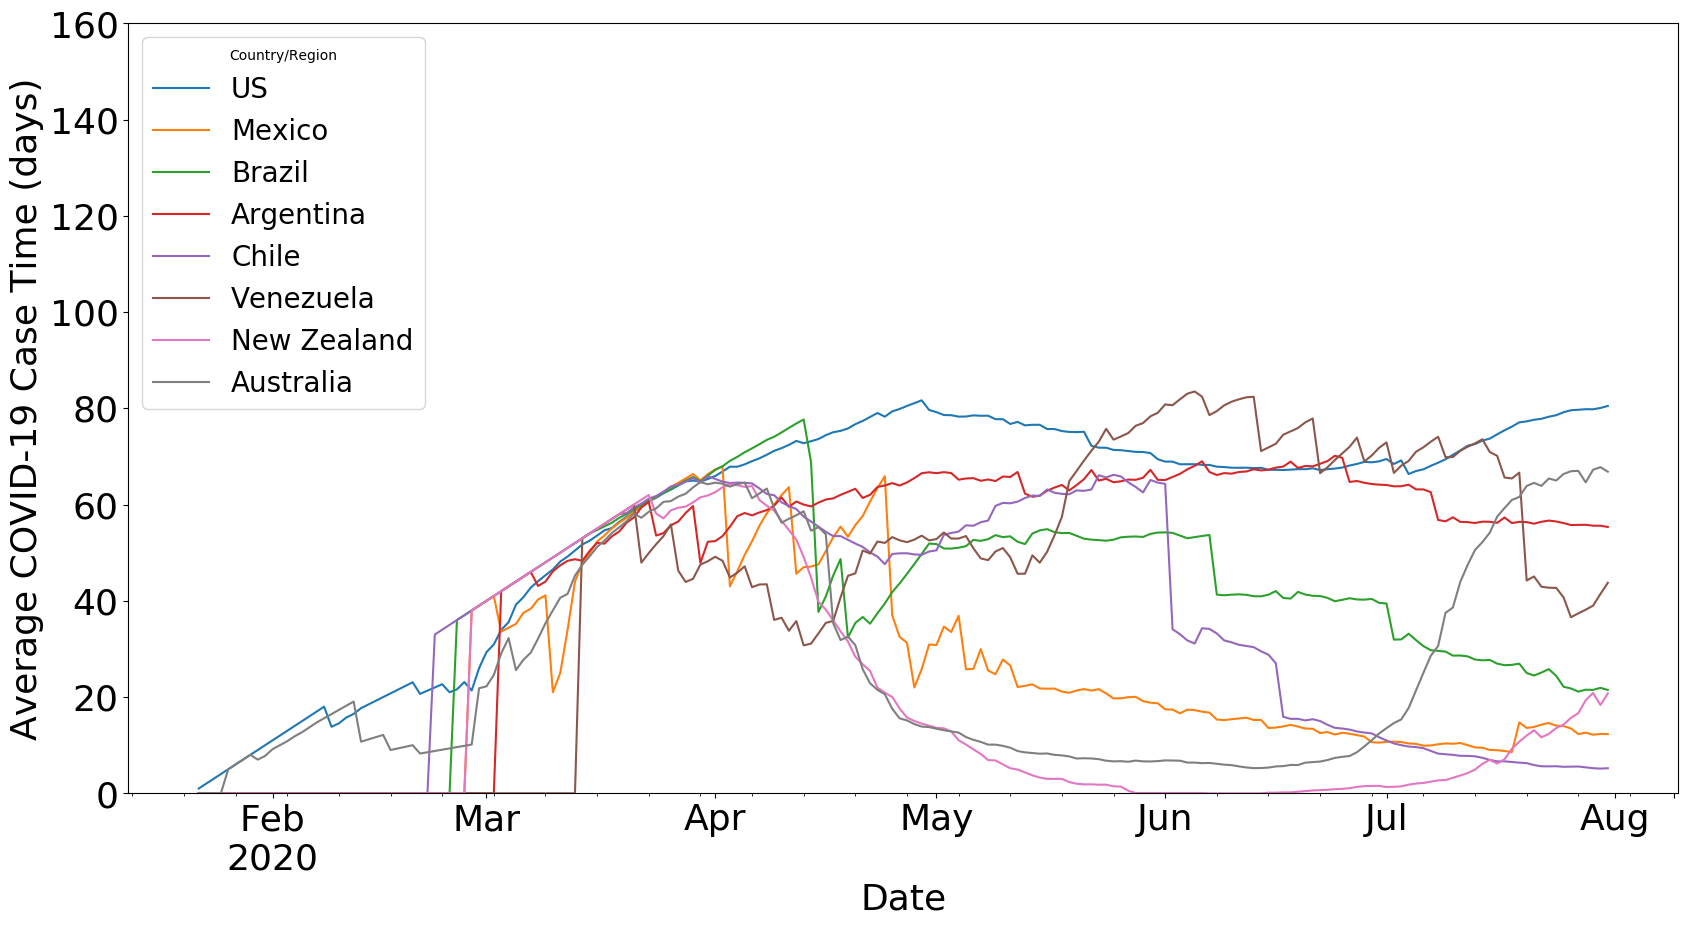 160
140
120
100
80
60
40
20
0
Average COVID-19 Case Time (days)
Country/Region
US
Mexico
Brazil
Argentina
Chile
Venezuela
New Zealand
Australia
Feb Mar Apr May Jun Jul Aug
2020
Date